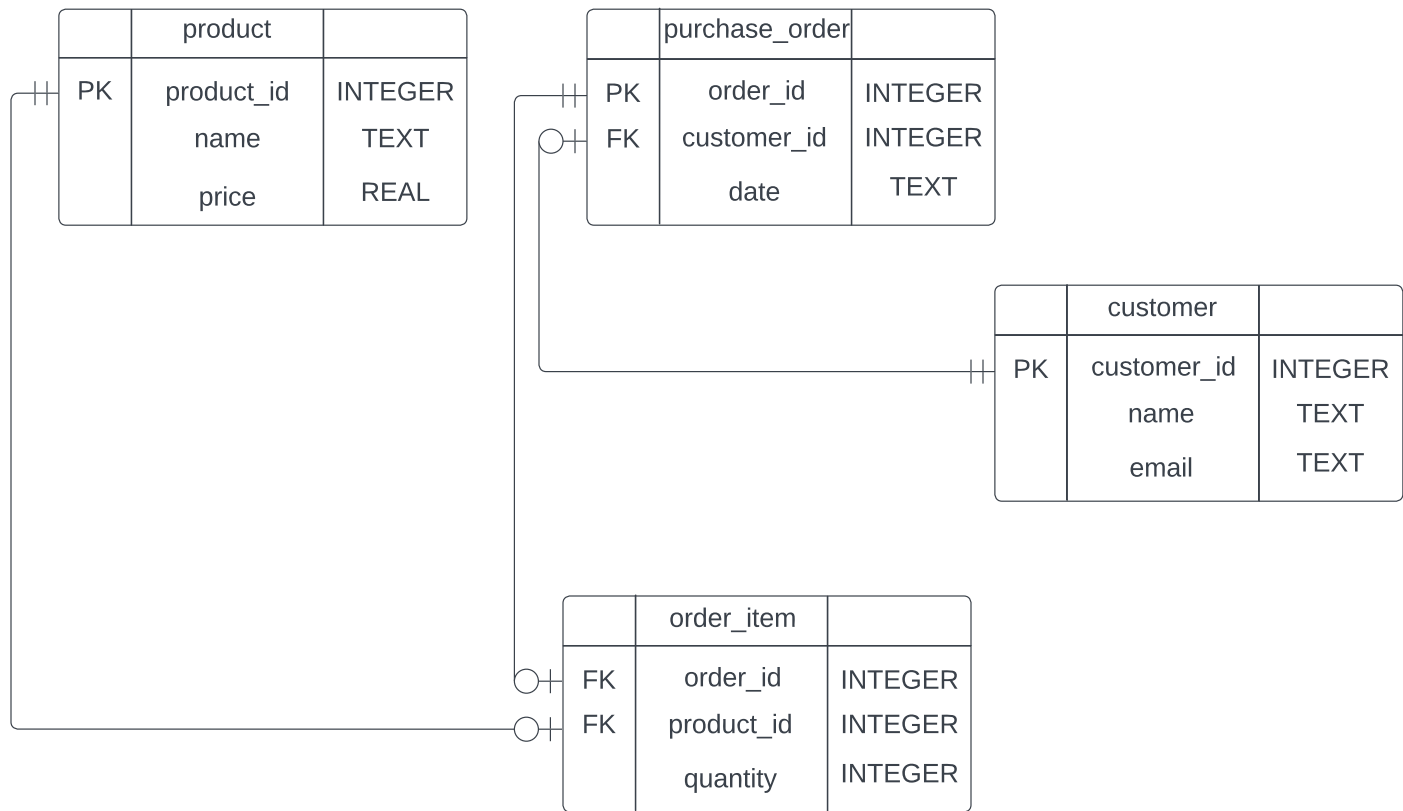 product
PK product_id INTEGER
name TEXT
price REAL
purchase_order
PK order_id INTEGER
FK customer_id INTEGER
date TEXT
customer
PK customer_id INTEGER
name TEXT
email TEXT
order_item
FK order_id INTEGER
FK product_id INTEGER
quantity INTEGER